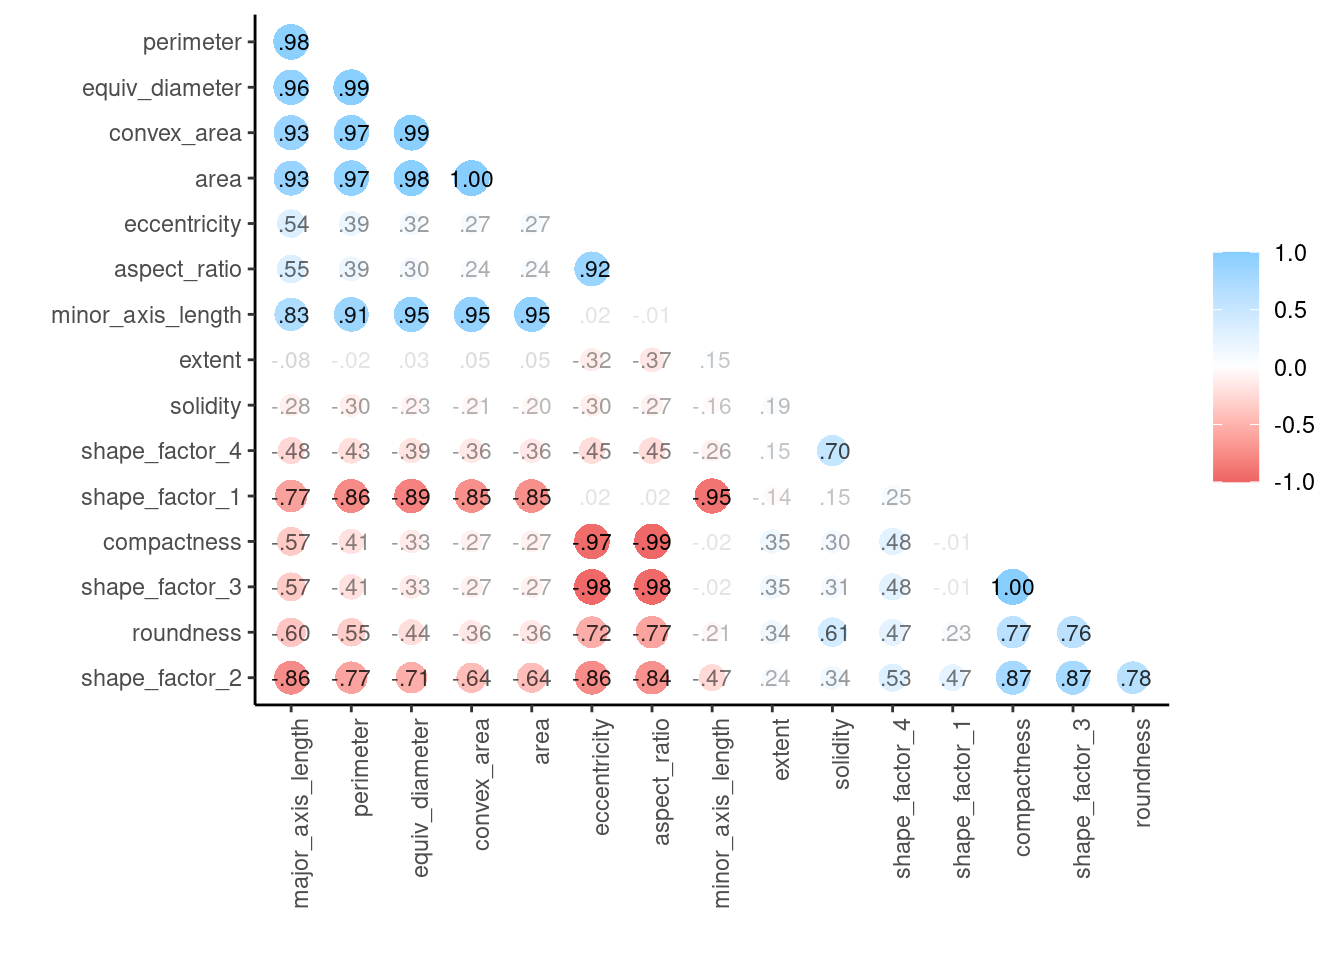 perimeter .98
equiv_diameter .96 .99
convex_area .93 .97 .99
area .93 .97 .98 1.00
eccentricity .54 .39 .32 .27 .27
aspect_ratio .55 .39 .30 .24 .24 .92
minor_axis_length .83 .91 .95 .95 .95 .02 -.01
extent -.08 -.02 .03 .05 .05 -.32 -.37 .15
solidity -.28 -.30 -.23 -.21 -.20 -.30 -.27 -.16 .19
shape_factor_4 -.48 -.43 -.39 -.36 -.36 -.45 -.45 -.26 .15 .70
shape_factor_1 -.77 -.86 -.89 -.85 -.85 .02 .02 -.95 -.14 .15 .25
compactness -.57 -.41 -.33 -.27 -.27 -.97 -.99 -.02 .35 .30 .48 -.01
shape_factor_3 -.57 -.41 -.33 -.27 -.27 -.98 -.98 -.02 .35 .31 .48 -.01 1.00
roundness -.60 -.55 -.44 -.36 -.36 -.72 -.77 -.21 .34 .61 .47 .23 .77 .76
shape_factor_2 -.86 -.77 -.71 -.64 -.64 -.86 -.84 -.47 .24 .34 .53 .47 .87 .87 .78
major_axis_length
perimeter
equiv_diameter
convex_area
area
eccentricity
aspect_ratio
minor_axis_length
extent
solidity
shape_factor_4
shape_factor_1
compactness
shape_factor_3
roundness
1.0
0.5
0.0
-0.5
-1.0